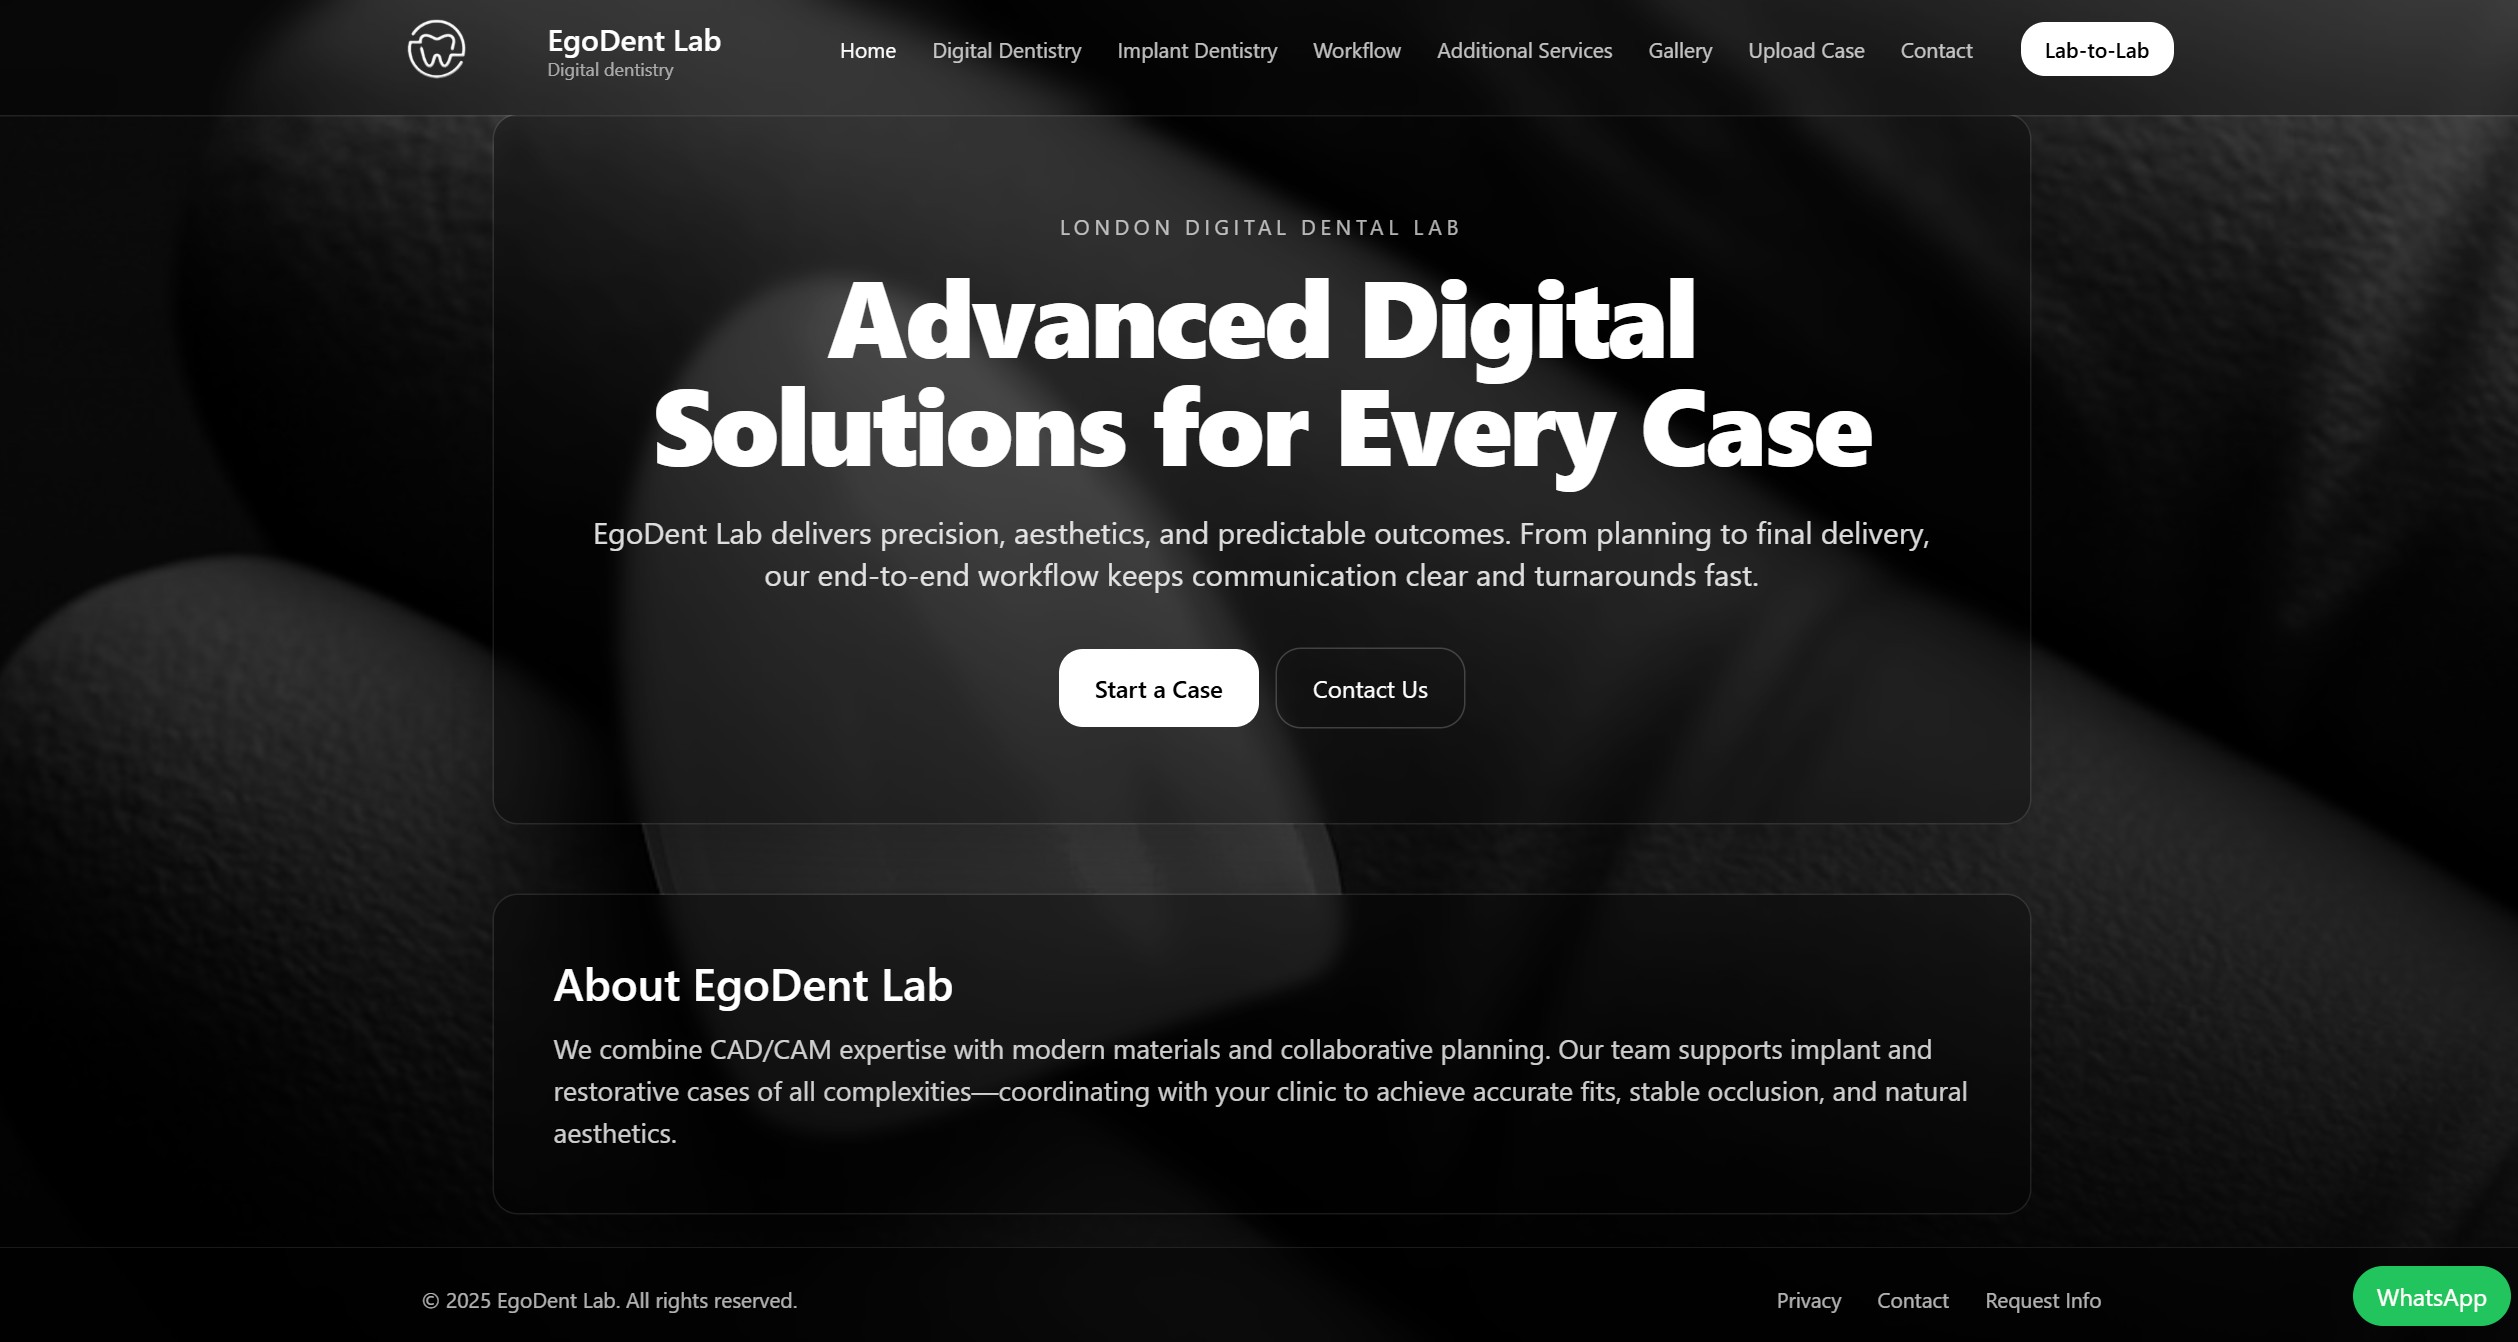 EgoDent Lab
Digital dentistry
Home
Digital Dentistry
Implant Dentistry
Workflow
Additional Services
Gallery
Upload Case
Contact
Lab-to-Lab
LONDON DIGITAL DENTAL LAB
Advanced Digital
Solutions for Every Case
EgoDent Lab delivers precision, aesthetics, and predictable outcomes. From planning to final delivery,
our end-to-end workflow keeps communication clear and turnarounds fast.
Start a Case
Contact Us
About EgoDent Lab
We combine CAD/CAM expertise with modern materials and collaborative planning. Our team supports implant and
restorative cases of all complexities—coordinating with your clinic to achieve accurate fits, stable occlusion, and natural
aesthetics.
© 2025 EgoDent Lab. All rights reserved.
Privacy
Contact
Request Info
WhatsApp